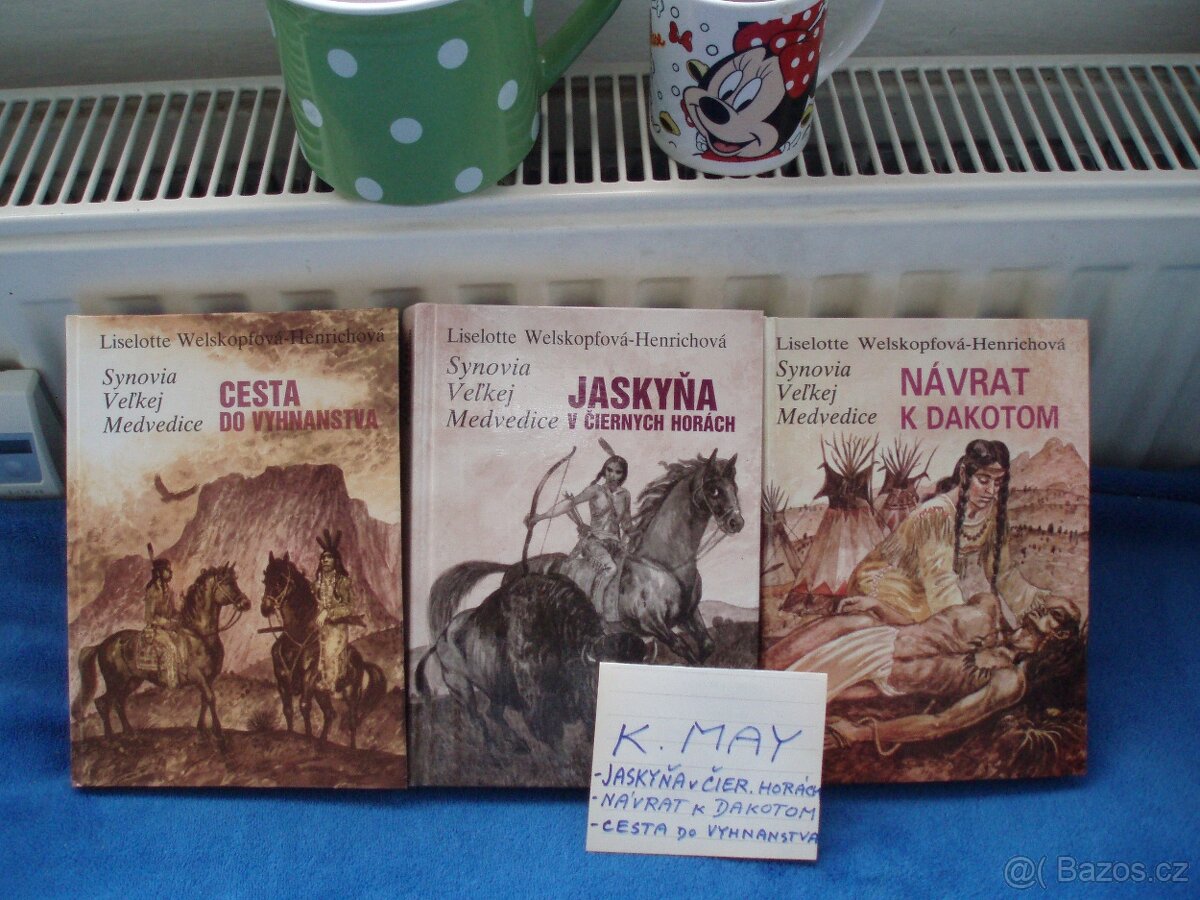 Liselotte Welskopfová-Henrichová
Synovia
Veľkej
Medvedice
CESTA
DO VYHNANSTVA
Liselotte Welskopfová-Henrichová
Synovia
Veľkej
Medvedice
JASKYŇA
V ČIERNYCH HORÁCH
Liselotte Welskopfová-Henrichová
Synovia
Veľkej
Medvedice
NÁVRAT
K DAKOTOM
K. MAY
-JASKYŇA V ČIER. HORÁCH
-NÁVRAT K DAKOTOM
-CESTA DO VYHNANSTVA
@( Bazos.cz